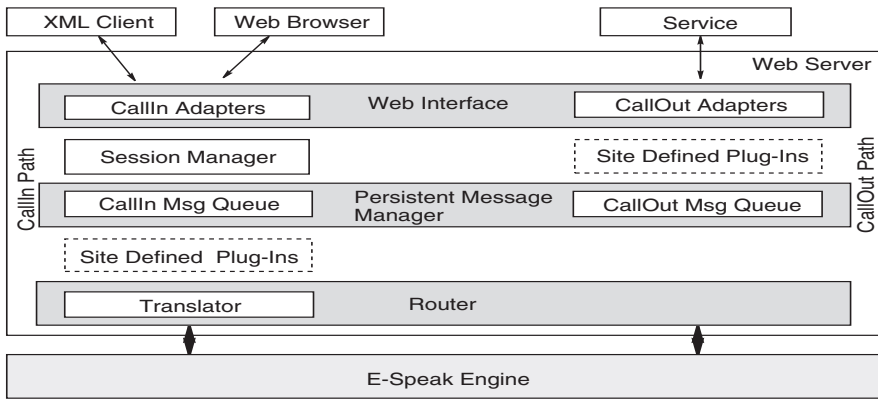 XML Client
Web Browser
Service
Web Server
CallIn Adapters
Web Interface
CallOut Adapters
CallIn Path
Session Manager
Site Defined Plug-Ins
CallOut Path
CallIn Msg Queue
Persistent Message
Manager
CallOut Msg Queue
Site Defined Plug-Ins
Translator
Router
E-Speak Engine